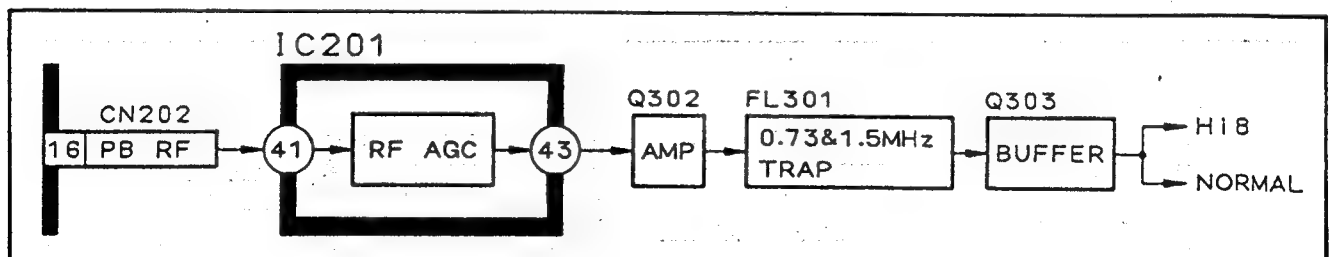 IC201
CN202
16 PB RF
41
RF AGC
43
Q302
AMP
FL301
0.73&1.5MHz
TRAP
Q303
BUFFER
Hi8
NORMAL